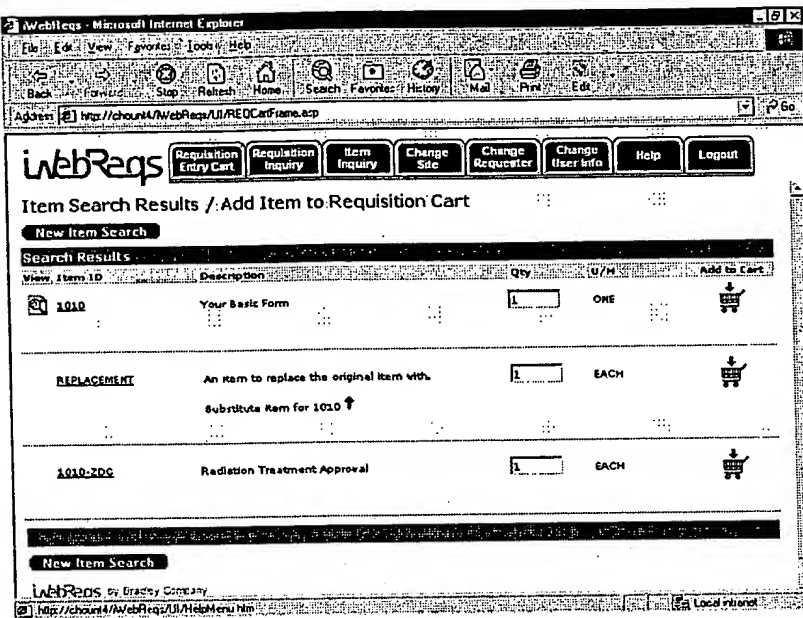 iWebReqs - Microsoft Internet Explorer
File Edit View Favorites Tools Help
Back Forward Stop Refresh Home Search Favorites History Mail Print Edit
Address http://chount4/IWebReqs/UI/REQCartFrame.asp Go
iWebReqs Requisition Entry Cart Requisition Inquiry Item Inquiry Change Site Change Requester Change User Info Help Logout
Item Search Results / Add Item to Requisition Cart
New Item Search
Search Results
View Item ID Description Qty U/M Add to Cart
1010 Your Basic Form 1 ONE
REPLACEMENT An item to replace the original item with. 1 EACH
Substitute item for 1010
1010-ZDG Radiation Treatment Approval 1 EACH
New Item Search
iWebReqs by Bradley Company
http://chount4/IWebReqs/UI/HelpMenu.htm Local intranet